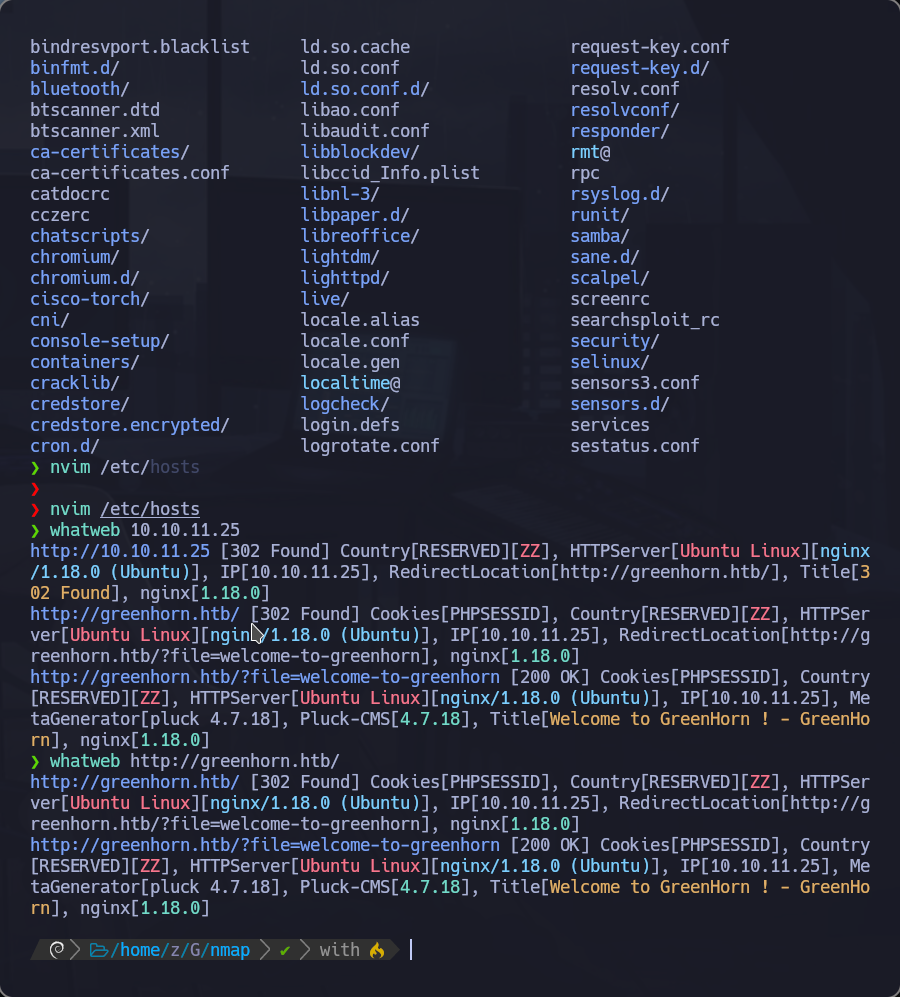 bindresvport.blacklist ld.so.cache request-key.conf
binfmt.d/ ld.so.conf request-key.d/
bluetooth/ ld.so.conf.d/ resolv.conf
btscanner.dtd libao.conf resolvconf/
btscanner.xml libaudit.conf responder/
ca-certificates/ libblockdev/ rmt@
ca-certificates.conf libccid_Info.plist rpc
catdocrc libnl-3/ rsyslog.d/
cczerc libpaper.d/ runit/
chatscripts/ libreoffice/ samba/
chromium/ lightdm/ sane.d/
chromium.d/ lighttpd/ scalpel/
cisco-torch/ live/ screenrc
cni/ locale.alias searchsploit_rc
console-setup/ locale.conf security/
containers/ locale.gen selinux/
cracklib/ localtime@ sensors3.conf
credstore/ logcheck/ sensors.d/
credstore.encrypted/ login.defs services
cron.d/ logrotate.conf sestatus.conf
❯ nvim /etc/hosts
❯
❯ nvim /etc/hosts
❯ whatweb 10.10.11.25
http://10.10.11.25 [302 Found] Country[RESERVED][ZZ], HTTPServer[Ubuntu Linux][nginx
/1.18.0 (Ubuntu)], IP[10.10.11.25], RedirectLocation[http://greenhorn.htb/], Title[3
02 Found], nginx[1.18.0]
http://greenhorn.htb/ [302 Found] Cookies[PHPSESSID], Country[RESERVED][ZZ], HTTPSer
ver[Ubuntu Linux][nginx/1.18.0 (Ubuntu)], IP[10.10.11.25], RedirectLocation[http://g
reenhorn.htb/?file=welcome-to-greenhorn], nginx[1.18.0]
http://greenhorn.htb/?file=welcome-to-greenhorn [200 OK] Cookies[PHPSESSID], Country
[RESERVED][ZZ], HTTPServer[Ubuntu Linux][nginx/1.18.0 (Ubuntu)], IP[10.10.11.25], Me
taGenerator[pluck 4.7.18], Pluck-CMS[4.7.18], Title[Welcome to GreenHorn ! - GreenHo
rn], nginx[1.18.0]
❯ whatweb http://greenhorn.htb/
http://greenhorn.htb/ [302 Found] Cookies[PHPSESSID], Country[RESERVED][ZZ], HTTPSer
ver[Ubuntu Linux][nginx/1.18.0 (Ubuntu)], IP[10.10.11.25], RedirectLocation[http://g
reenhorn.htb/?file=welcome-to-greenhorn], nginx[1.18.0]
http://greenhorn.htb/?file=welcome-to-greenhorn [200 OK] Cookies[PHPSESSID], Country
[RESERVED][ZZ], HTTPServer[Ubuntu Linux][nginx/1.18.0 (Ubuntu)], IP[10.10.11.25], Me
taGenerator[pluck 4.7.18], Pluck-CMS[4.7.18], Title[Welcome to GreenHorn ! - GreenHo
rn], nginx[1.18.0]
/home/z/G/nmap ✔ with 🔥